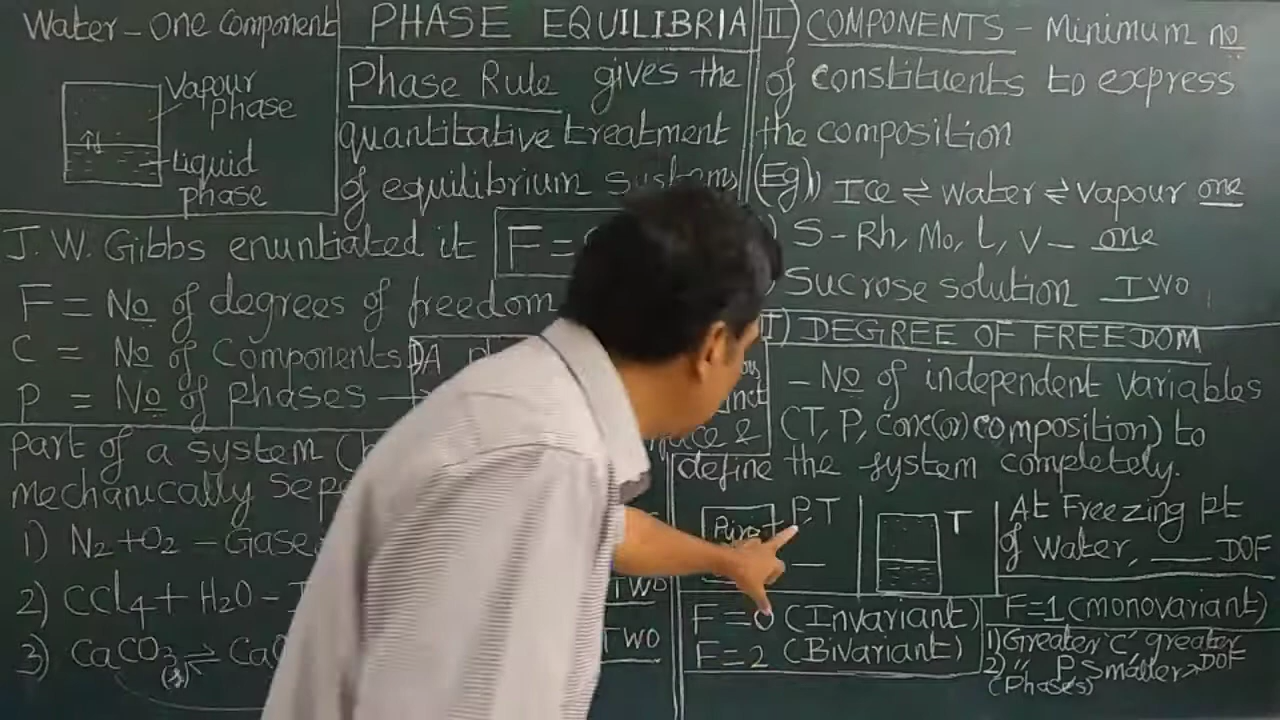 Water - One Component
Vapour
phase
Liquid
phase
PHASE EQUILIBRIA
Phase Rule gives the
quantitative treatment
of equilibrium systems
J. W. Gibbs enuntiated it F =
F = No of degrees of freedom
C = No of Components
P = No of phases
part of a system
mechanically
1) N2 + O2 - 
2) CCl4 + H2O -
TWO
3) CaCO3 ⇌
(s)
TWO
II) COMPONENTS - Minimum no
of constituents to express
the composition
(Eg) 1) Ice ⇌ Water ⇌ Vapour one
S - Rh, Mo, L, V - one
Sucrose solution TWO
I) DEGREE OF FREEDOM
- No of independent variables
(T, P, conc (or) composition) to
define the system completely.
P T
T
At Freezing pt
of Water, ___ DOF
F = 0 (Invariant)
F = 2 (Bivariant)
F=1 (monovariant)
1) Greater 'C' greater
2) " P smaller > DOF
(Phases)